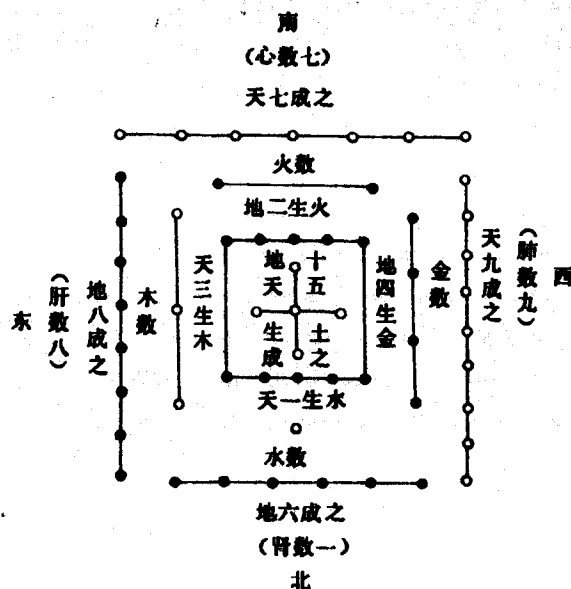 南
（心数七）
天七成之
火数
地二生火
东
（肝数八）
地八成之
木数
天三生木
地天
生成
十五
土之
地四生金
金数
天九成之
（肺数九）
西
天一生水
水数
地六成之
（肾数一）
北